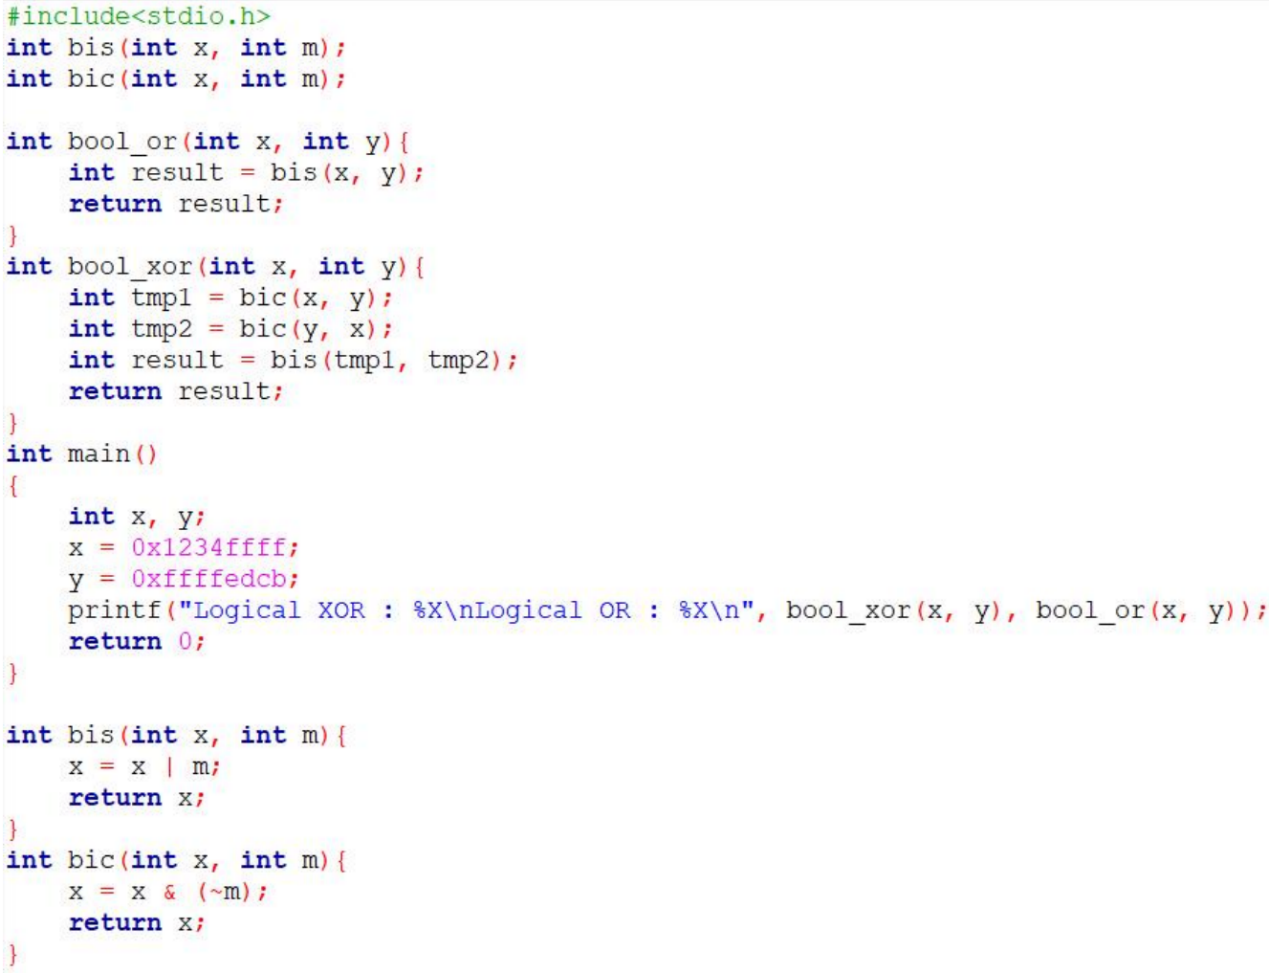 #include<stdio.h>
int bis(int x, int m);
int bic(int x, int m);
int bool_or(int x, int y){
    int result = bis(x, y);
    return result;
}
int bool_xor(int x, int y){
    int tmp1 = bic(x, y);
    int tmp2 = bic(y, x);
    int result = bis(tmp1, tmp2);
    return result;
}
int main()
{
    int x, y;
    x = 0x1234ffff;
    y = 0xffffedcb;
    printf("Logical XOR : %X\nLogical OR : %X\n", bool_xor(x, y), bool_or(x, y));
    return 0;
}
int bis(int x, int m){
    x = x | m;
    return x;
}
int bic(int x, int m){
    x = x & (~m);
    return x;
}